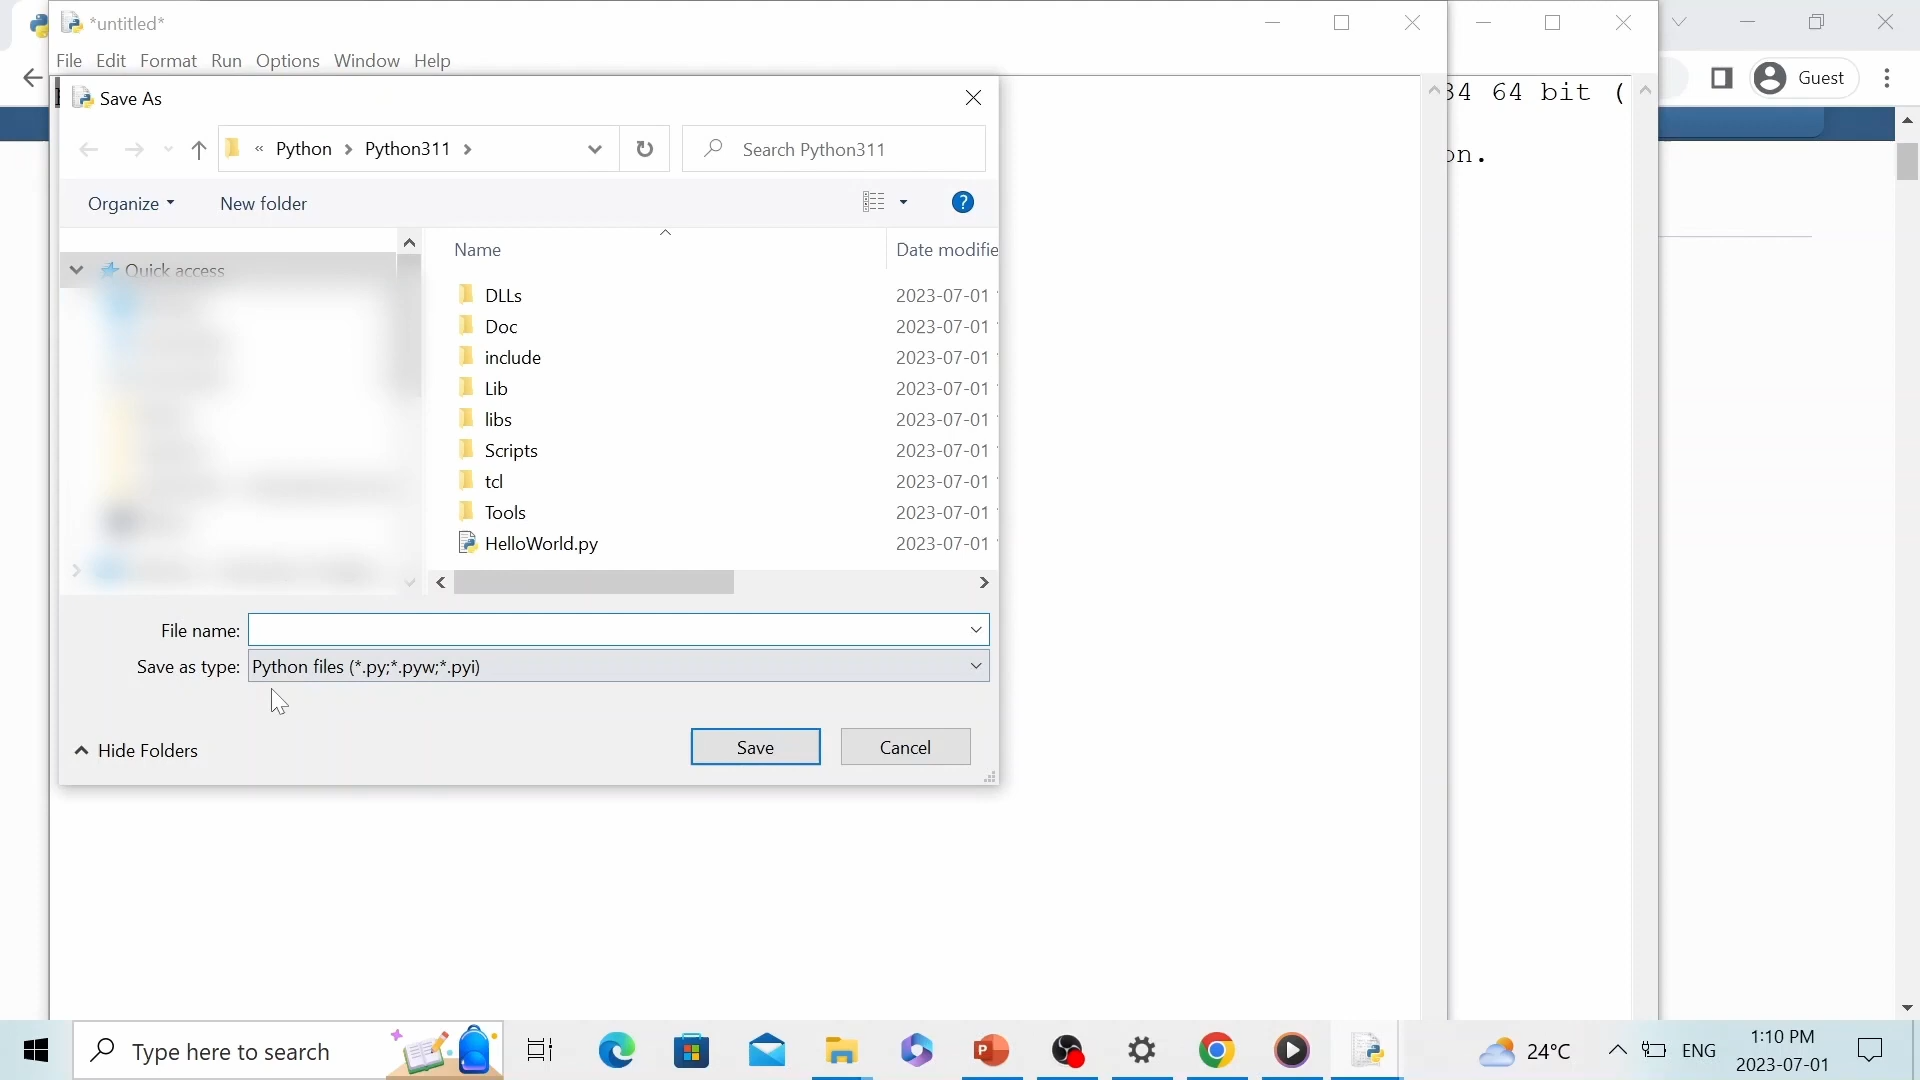 *untitled*
File Edit Format Run Options Window Help
Save As
Guest
34 64 bit (
« Python > Python311 >
Search Python311
on.
Organize
New folder
?
Name
Date modifie
Quick access
DLLs 2023-07-01
Doc 2023-07-01
include 2023-07-01
Lib 2023-07-01
libs 2023-07-01
Scripts 2023-07-01
tcl 2023-07-01
Tools 2023-07-01
HelloWorld.py 2023-07-01
File name:
Save as type: Python files (*.py;*.pyw;*.pyi)
Hide Folders
Save
Cancel
Type here to search
24°C
ENG
1:10 PM
2023-07-01